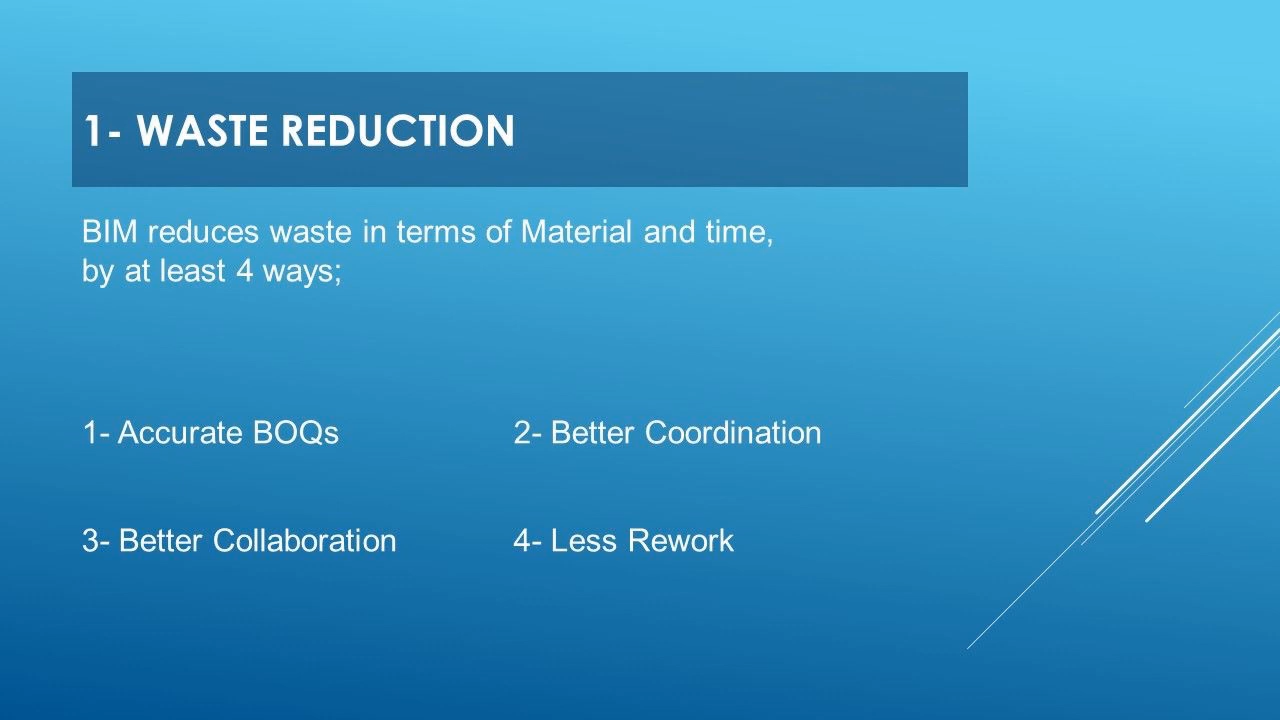 1- WASTE REDUCTION
BIM reduces waste in terms of Material and time,
by at least 4 ways;
1- Accurate BOQs
2- Better Coordination
3- Better Collaboration
4- Less Rework